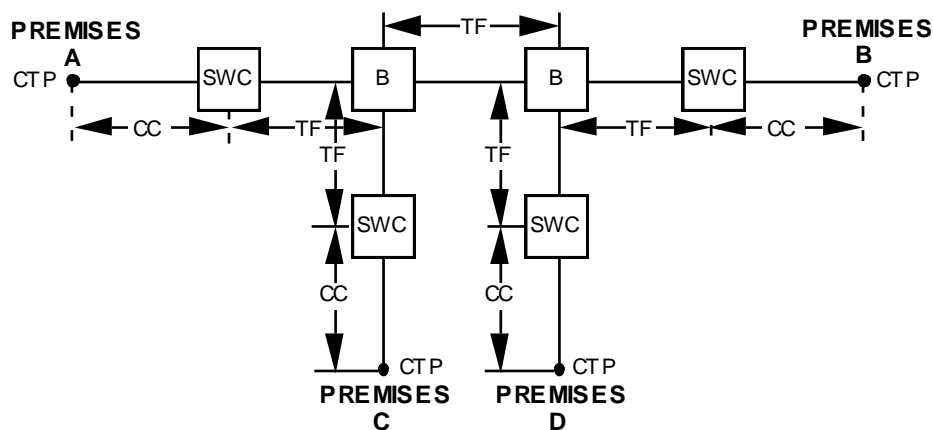 TF
PREMISES
A
PREMISES
B
CTP
SWC
B
B
SWC
CTP
CC
TF
TF
CC
TF
TF
SWC
SWC
CC
CC
CTP
CTP
PREMISES
C
PREMISES
D